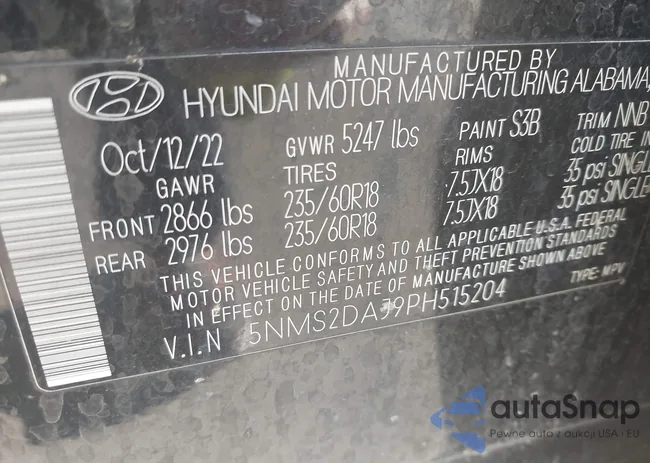 MANUFACTURED BY
HYUNDAI MOTOR MANUFACTURING ALABAMA,
Oct/12/22 GVWR 5247 lbs PAINT S3B TRIM NNB
GAWR TIRES RIMS COLD TIRE IN
FRONT 2866 lbs 235/60R18 7.5JX18 35 psi SINGL
REAR 2976 lbs 235/60R18 7.5JX18 35 psi SINGLE
THIS VEHICLE CONFORMS TO ALL APPLICABLE U.S.A. FEDERAL
MOTOR VEHICLE SAFETY AND THEFT PREVENTION STANDARDS
IN EFFECT ON THE DATE OF MANUFACTURE SHOWN ABOVE
V.I.N 5NMS2DAJ9PH515204 TYPE: MPV
autaSnap
Pewne auta z aukcji USA i EU